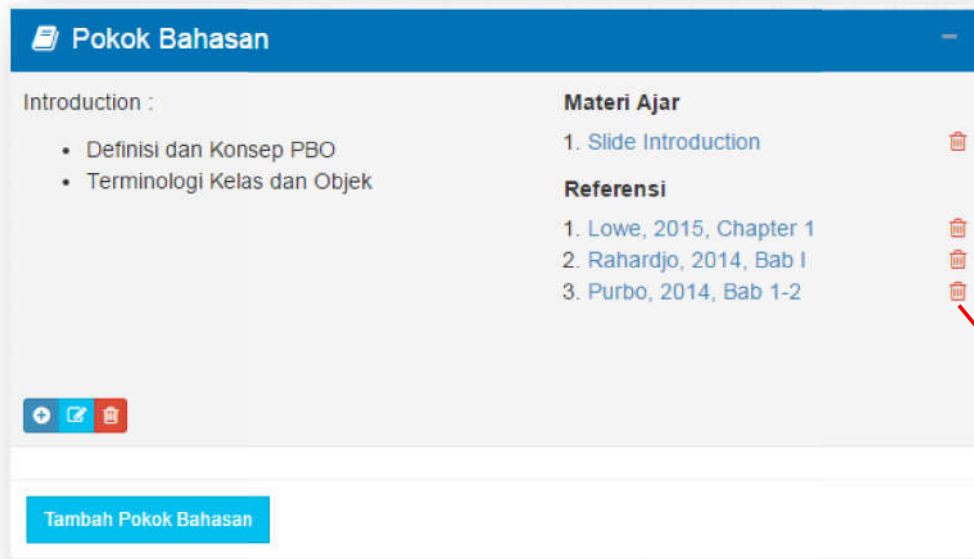 Pokok Bahasan
Introduction :
• Definisi dan Konsep PBO
• Terminologi Kelas dan Objek
Materi Ajar
1. Slide Introduction
Referensi
1. Lowe, 2015, Chapter 1
2. Rahardjo, 2014, Bab I
3. Purbo, 2014, Bab 1-2
Tambah Pokok Bahasan